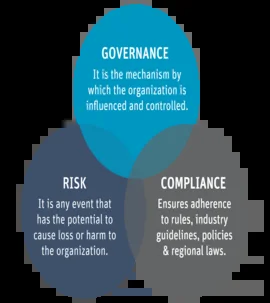 GOVERNANCE
It is the mechanism by
which the organization is
influenced and controlled.
RISK
It is any event that
has the potential to
cause loss or harm to
the organization.
COMPLIANCE
Ensures adherence
to rules, industry
guidelines, policies
& regional laws.